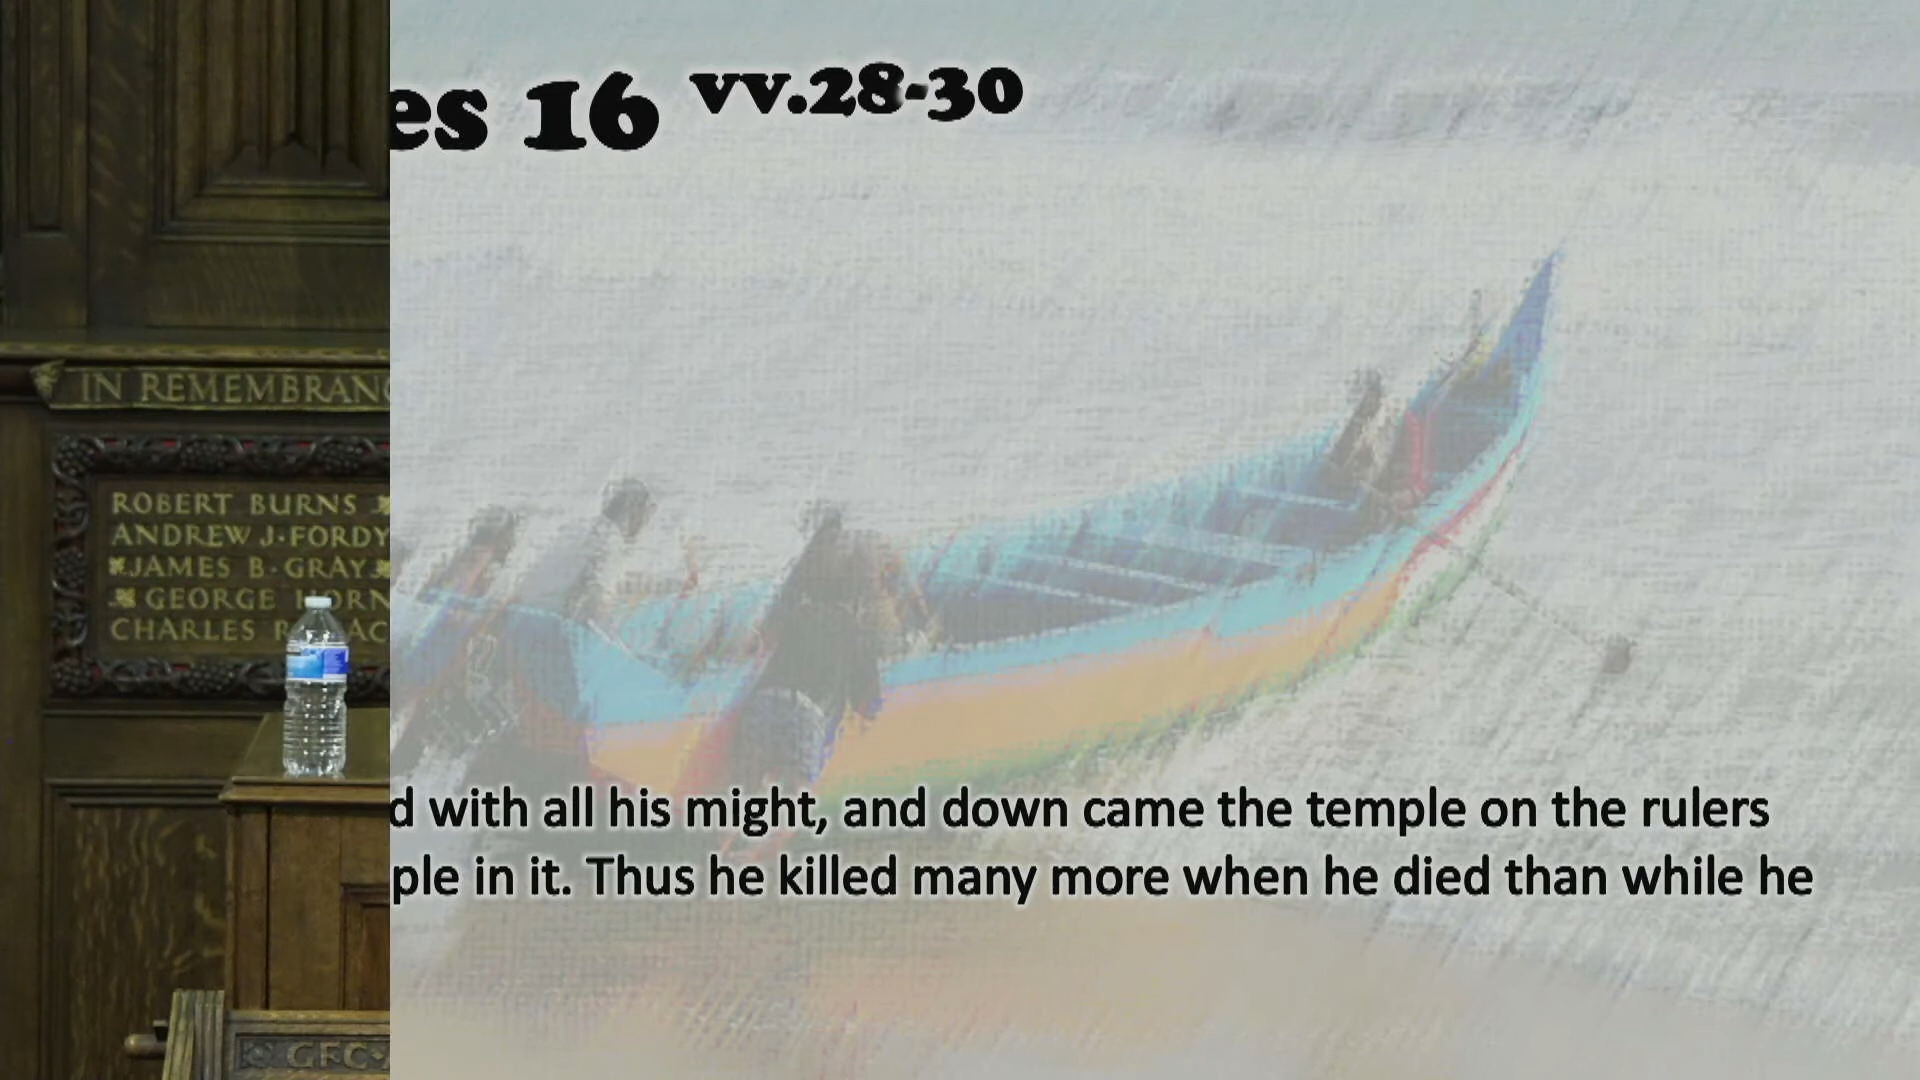 es 16 vv.28-30
IN REMEMBRANC
ROBERT BURNS
ANDREW J·FORDY
JAMES B·GRAY
GEORGE
CHARLES
d with all his might, and down came the temple on the rulers
ple in it. Thus he killed many more when he died than while he
GFC